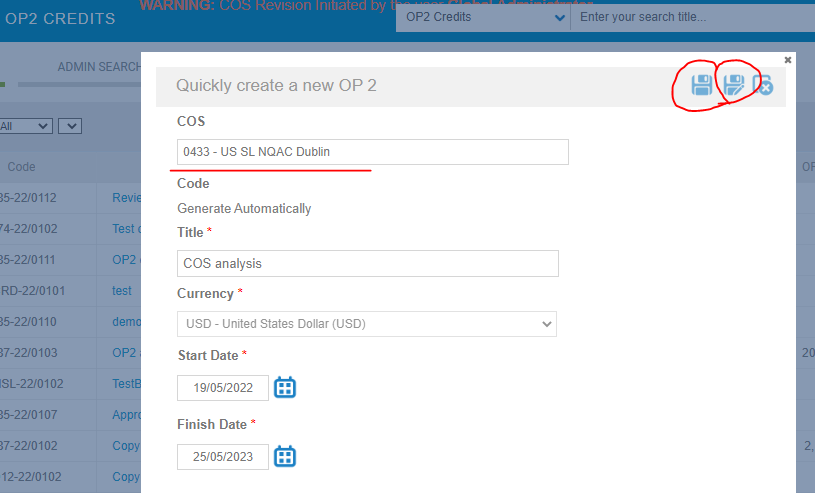 WARNING: COS Revision Initiated by the user Global Administrator
OP2 CREDITS
OP2 Credits
Enter your search title...
ADMIN SEARCH
Quickly create a new OP 2
COS
All
0433 - US SL NQAC Dublin
Code
Code
35-22/0112
Revie
Generate Automatically
74-22/0102
Test
Title *
35-22/0111
OP2
COS analysis
RD-22/0101
test
Currency *
35-22/0110
demo
USD - United States Dollar (USD)
37-22/0103
OP2
20
Start Date *
SL-22/0102
TestB
19/05/2022
35-22/0107
Appro
Finish Date *
37-22/0102
Copy
2,
25/05/2023
12-22/0102
Copy